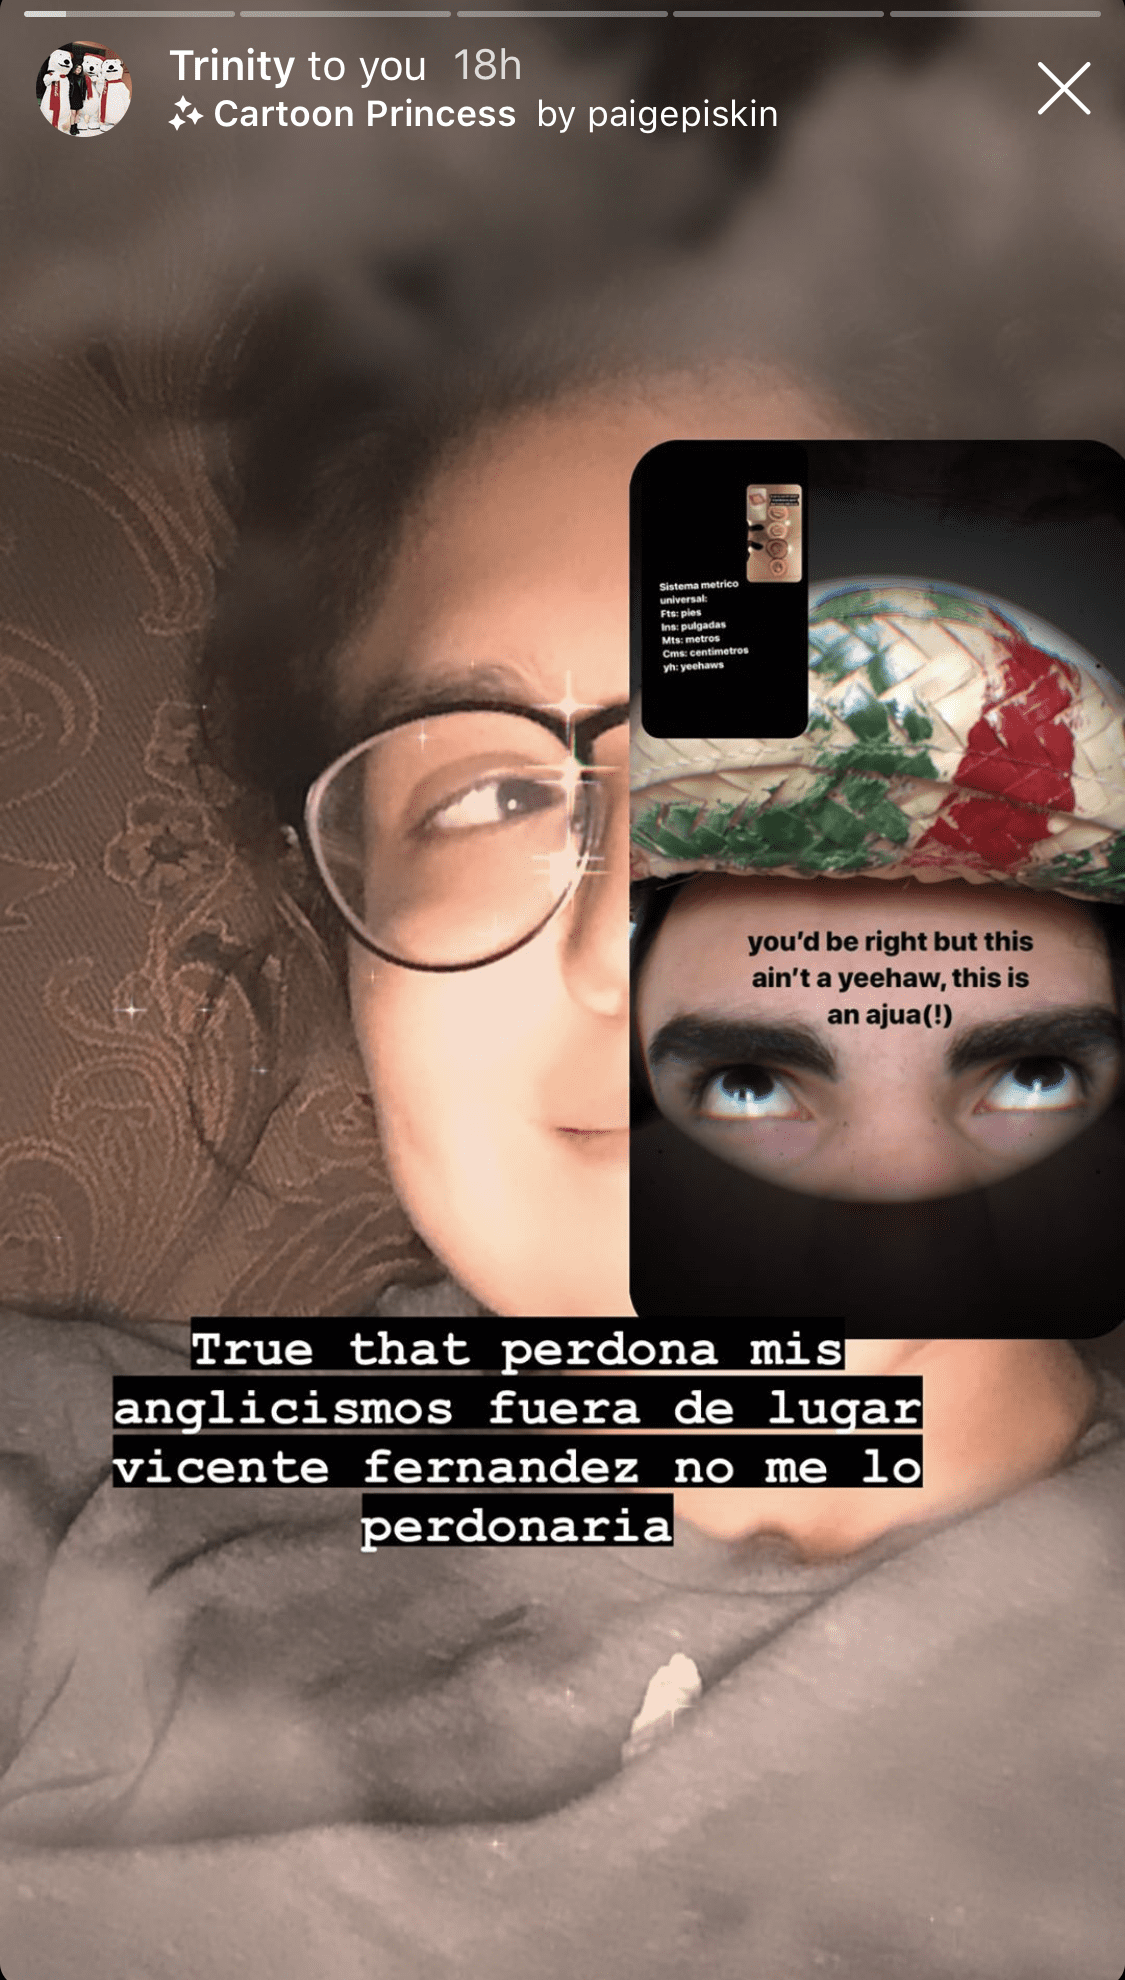 Trinity to you 18h
Cartoon Princess by paigepiskin
Sistema metrico
universal:
Fts: pies
Ins: pulgadas
Mts: metros
Cms: centimetros
yh: yeehaws
you'd be right but this
ain't a yeehaw, this is
an ajua(!)
True that perdona mis
anglicismos fuera de lugar
vicente fernandez no me lo
perdonaria